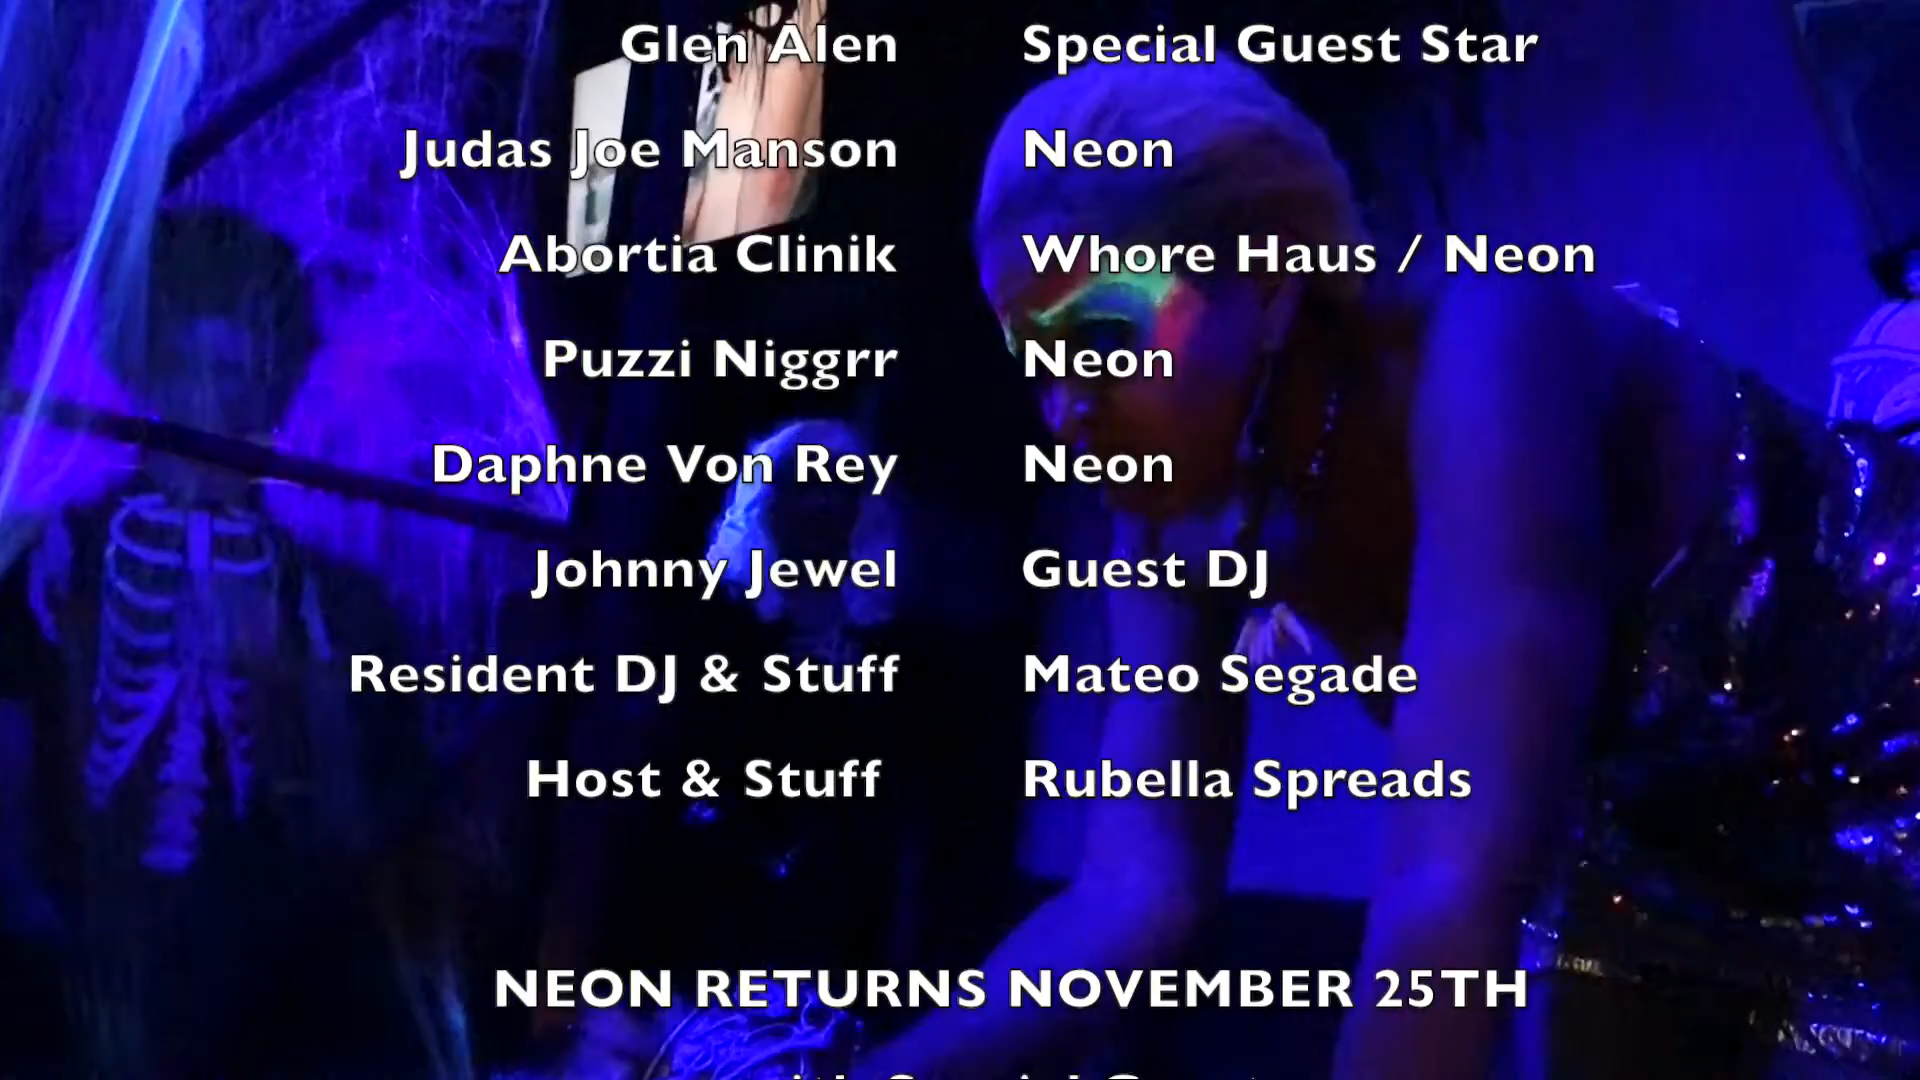 Glen Alen Special Guest Star
Judas Joe Manson Neon
Abortia Clinik Whore Haus / Neon
Puzzi Niggrr Neon
Daphne Von Rey Neon
Johnny Jewel Guest DJ
Resident DJ & Stuff Mateo Segade
Host & Stuff Rubella Spreads
NEON RETURNS NOVEMBER 25TH